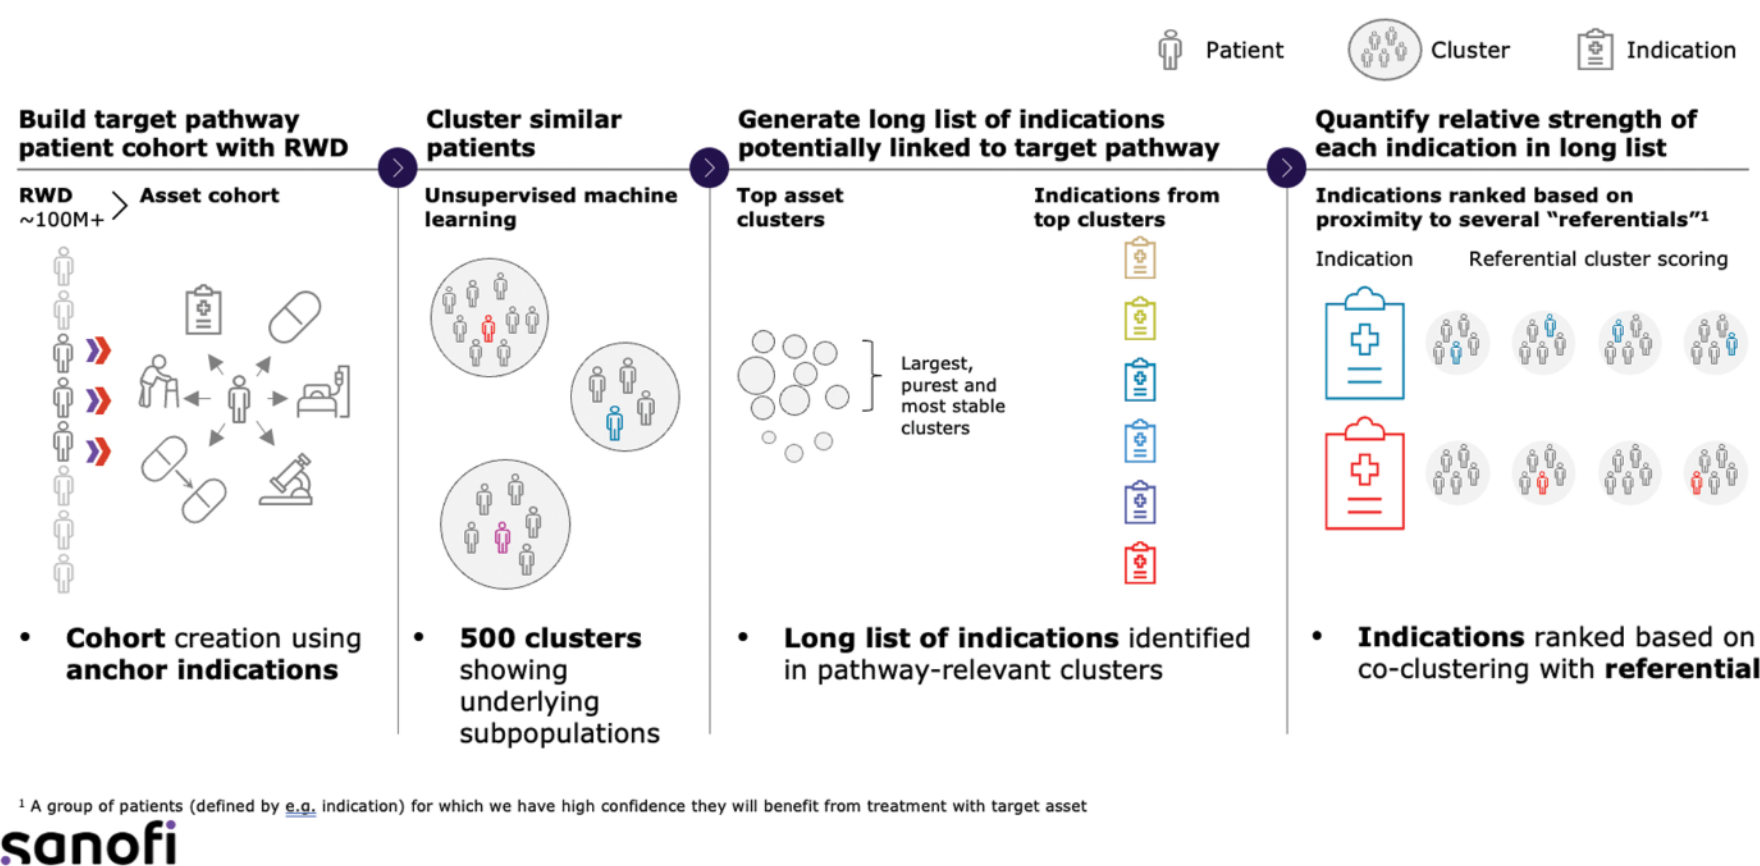 Patient
Cluster
Indication
Build target pathway
patient cohort with RWD
Cluster similar
patients
Generate long list of indications
potentially linked to target pathway
Quantify relative strength of
each indication in long list
RWD
~100M+
Asset cohort
Unsupervised machine
learning
Top asset
clusters
Indications from
top clusters
Indications ranked based on
proximity to several “referentials”¹
Indication
Referential cluster scoring
Largest,
purest and
most stable
clusters
• Cohort creation using
anchor indications
• 500 clusters
showing
underlying
subpopulations
• Long list of indications identified
in pathway-relevant clusters
• Indications ranked based on
co-clustering with referential
¹ A group of patients (defined by e.g. indication) for which we have high confidence they will benefit from treatment with target asset
sanofi